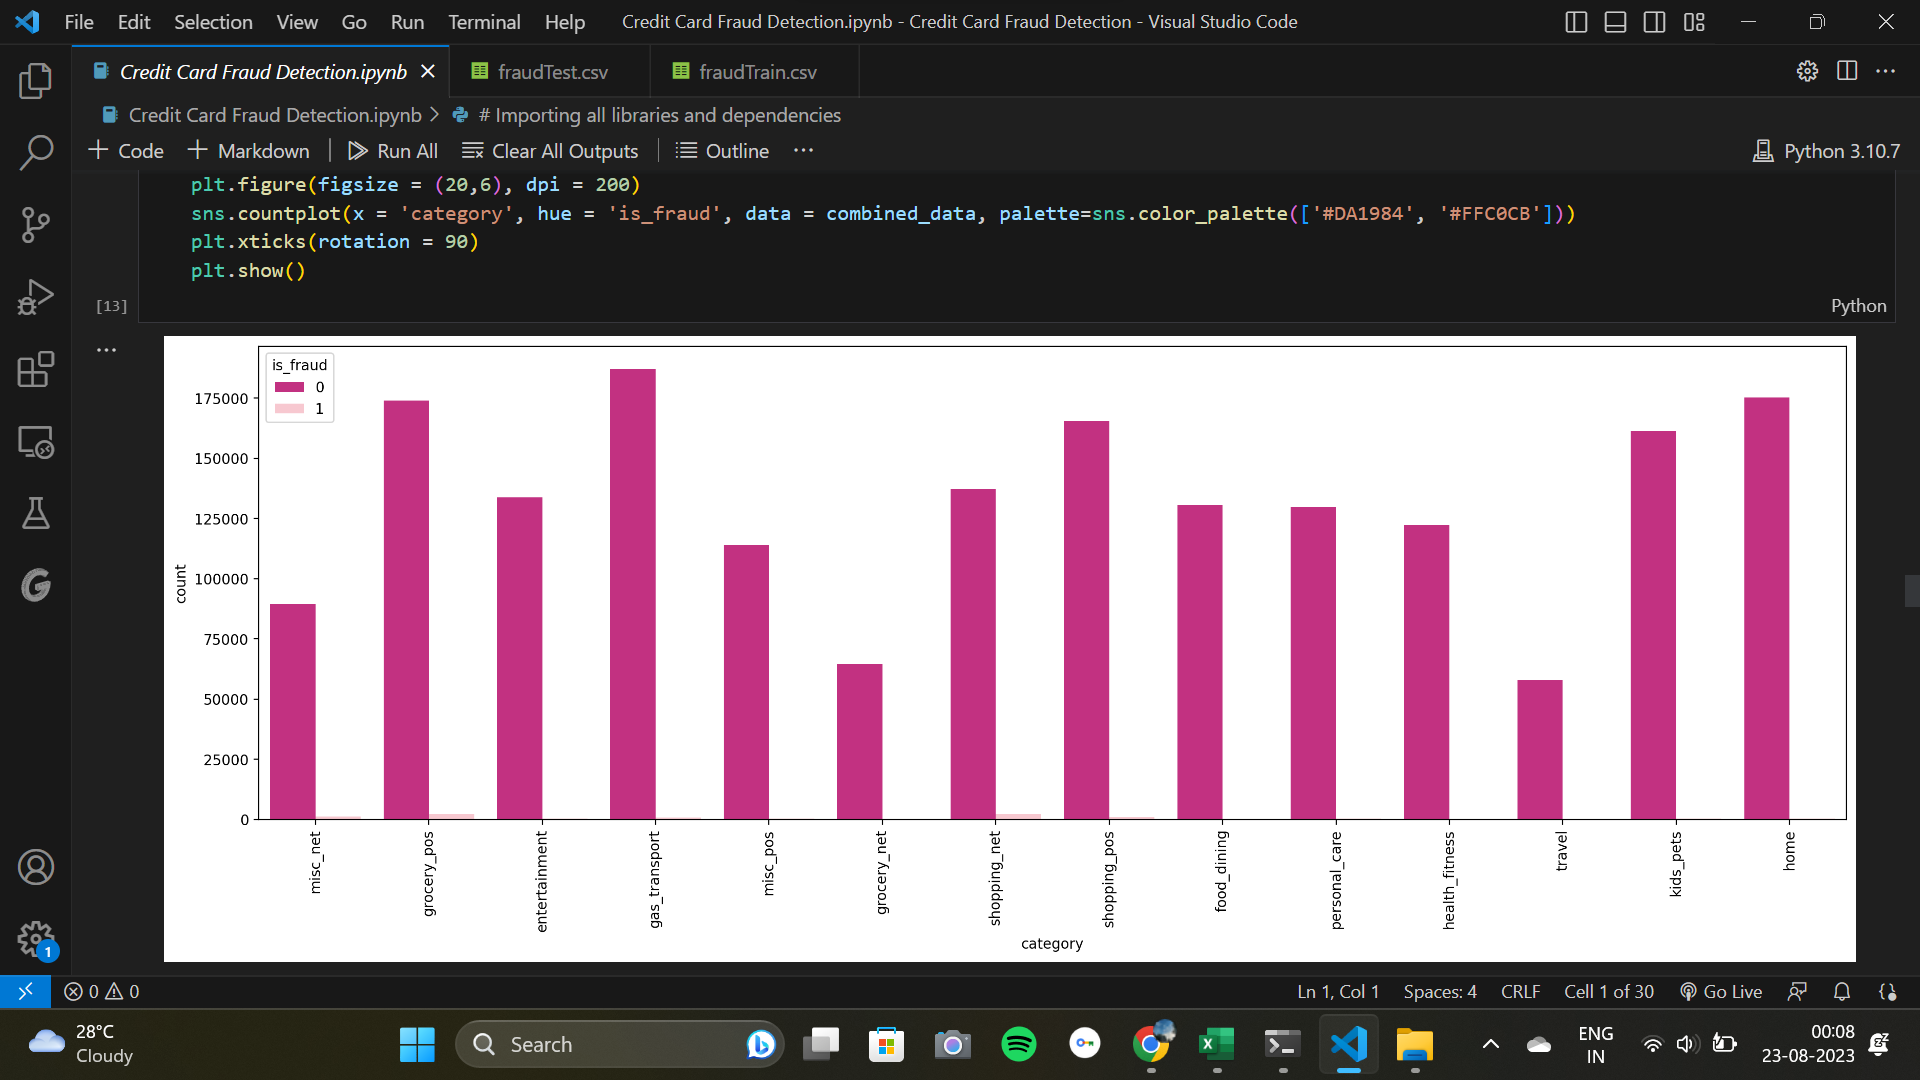 File Edit Selection View Go Run Terminal Help Credit Card Fraud Detection.ipynb - Credit Card Fraud Detection - Visual Studio Code
Credit Card Fraud Detection.ipynb fraudTest.csv fraudTrain.csv
Credit Card Fraud Detection.ipynb > # Importing all libraries and dependencies
+ Code + Markdown Run All Clear All Outputs Outline ... Python 3.10.7
plt.figure(figsize = (20,6), dpi = 200)
sns.countplot(x = 'category', hue = 'is_fraud', data = combined_data, palette=sns.color_palette(['#DA1984', '#FFC0CB']))
plt.xticks(rotation = 90)
plt.show()
[13] Python
is_fraud
0
1
175000
150000
125000
100000
75000
50000
25000
0
count
misc_net
grocery_pos
entertainment
gas_transport
misc_pos
grocery_net
shopping_net
shopping_pos
food_dining
personal_care
health_fitness
travel
kids_pets
home
category
1
0 0 Ln 1, Col 1 Spaces: 4 CRLF Cell 1 of 30 Go Live
28°C
Cloudy
Search
ENG
IN
00:08
23-08-2023